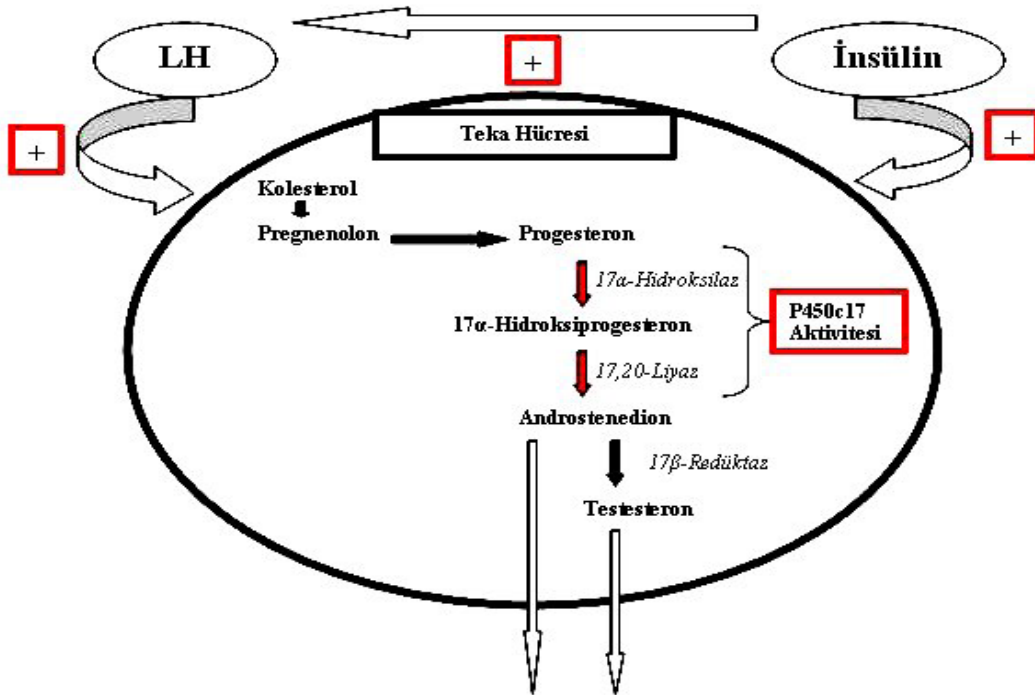 LH
İnsülin
+
+
+
Teka Hücresi
Kolesterol
Pregnenolon
Progesteron
17α-Hidroksilaz
17α-Hidroksiprogesteron
P450c17
Aktivitesi
17,20-Liyaz
Androstenedion
17β-Redüktaz
Testesteron